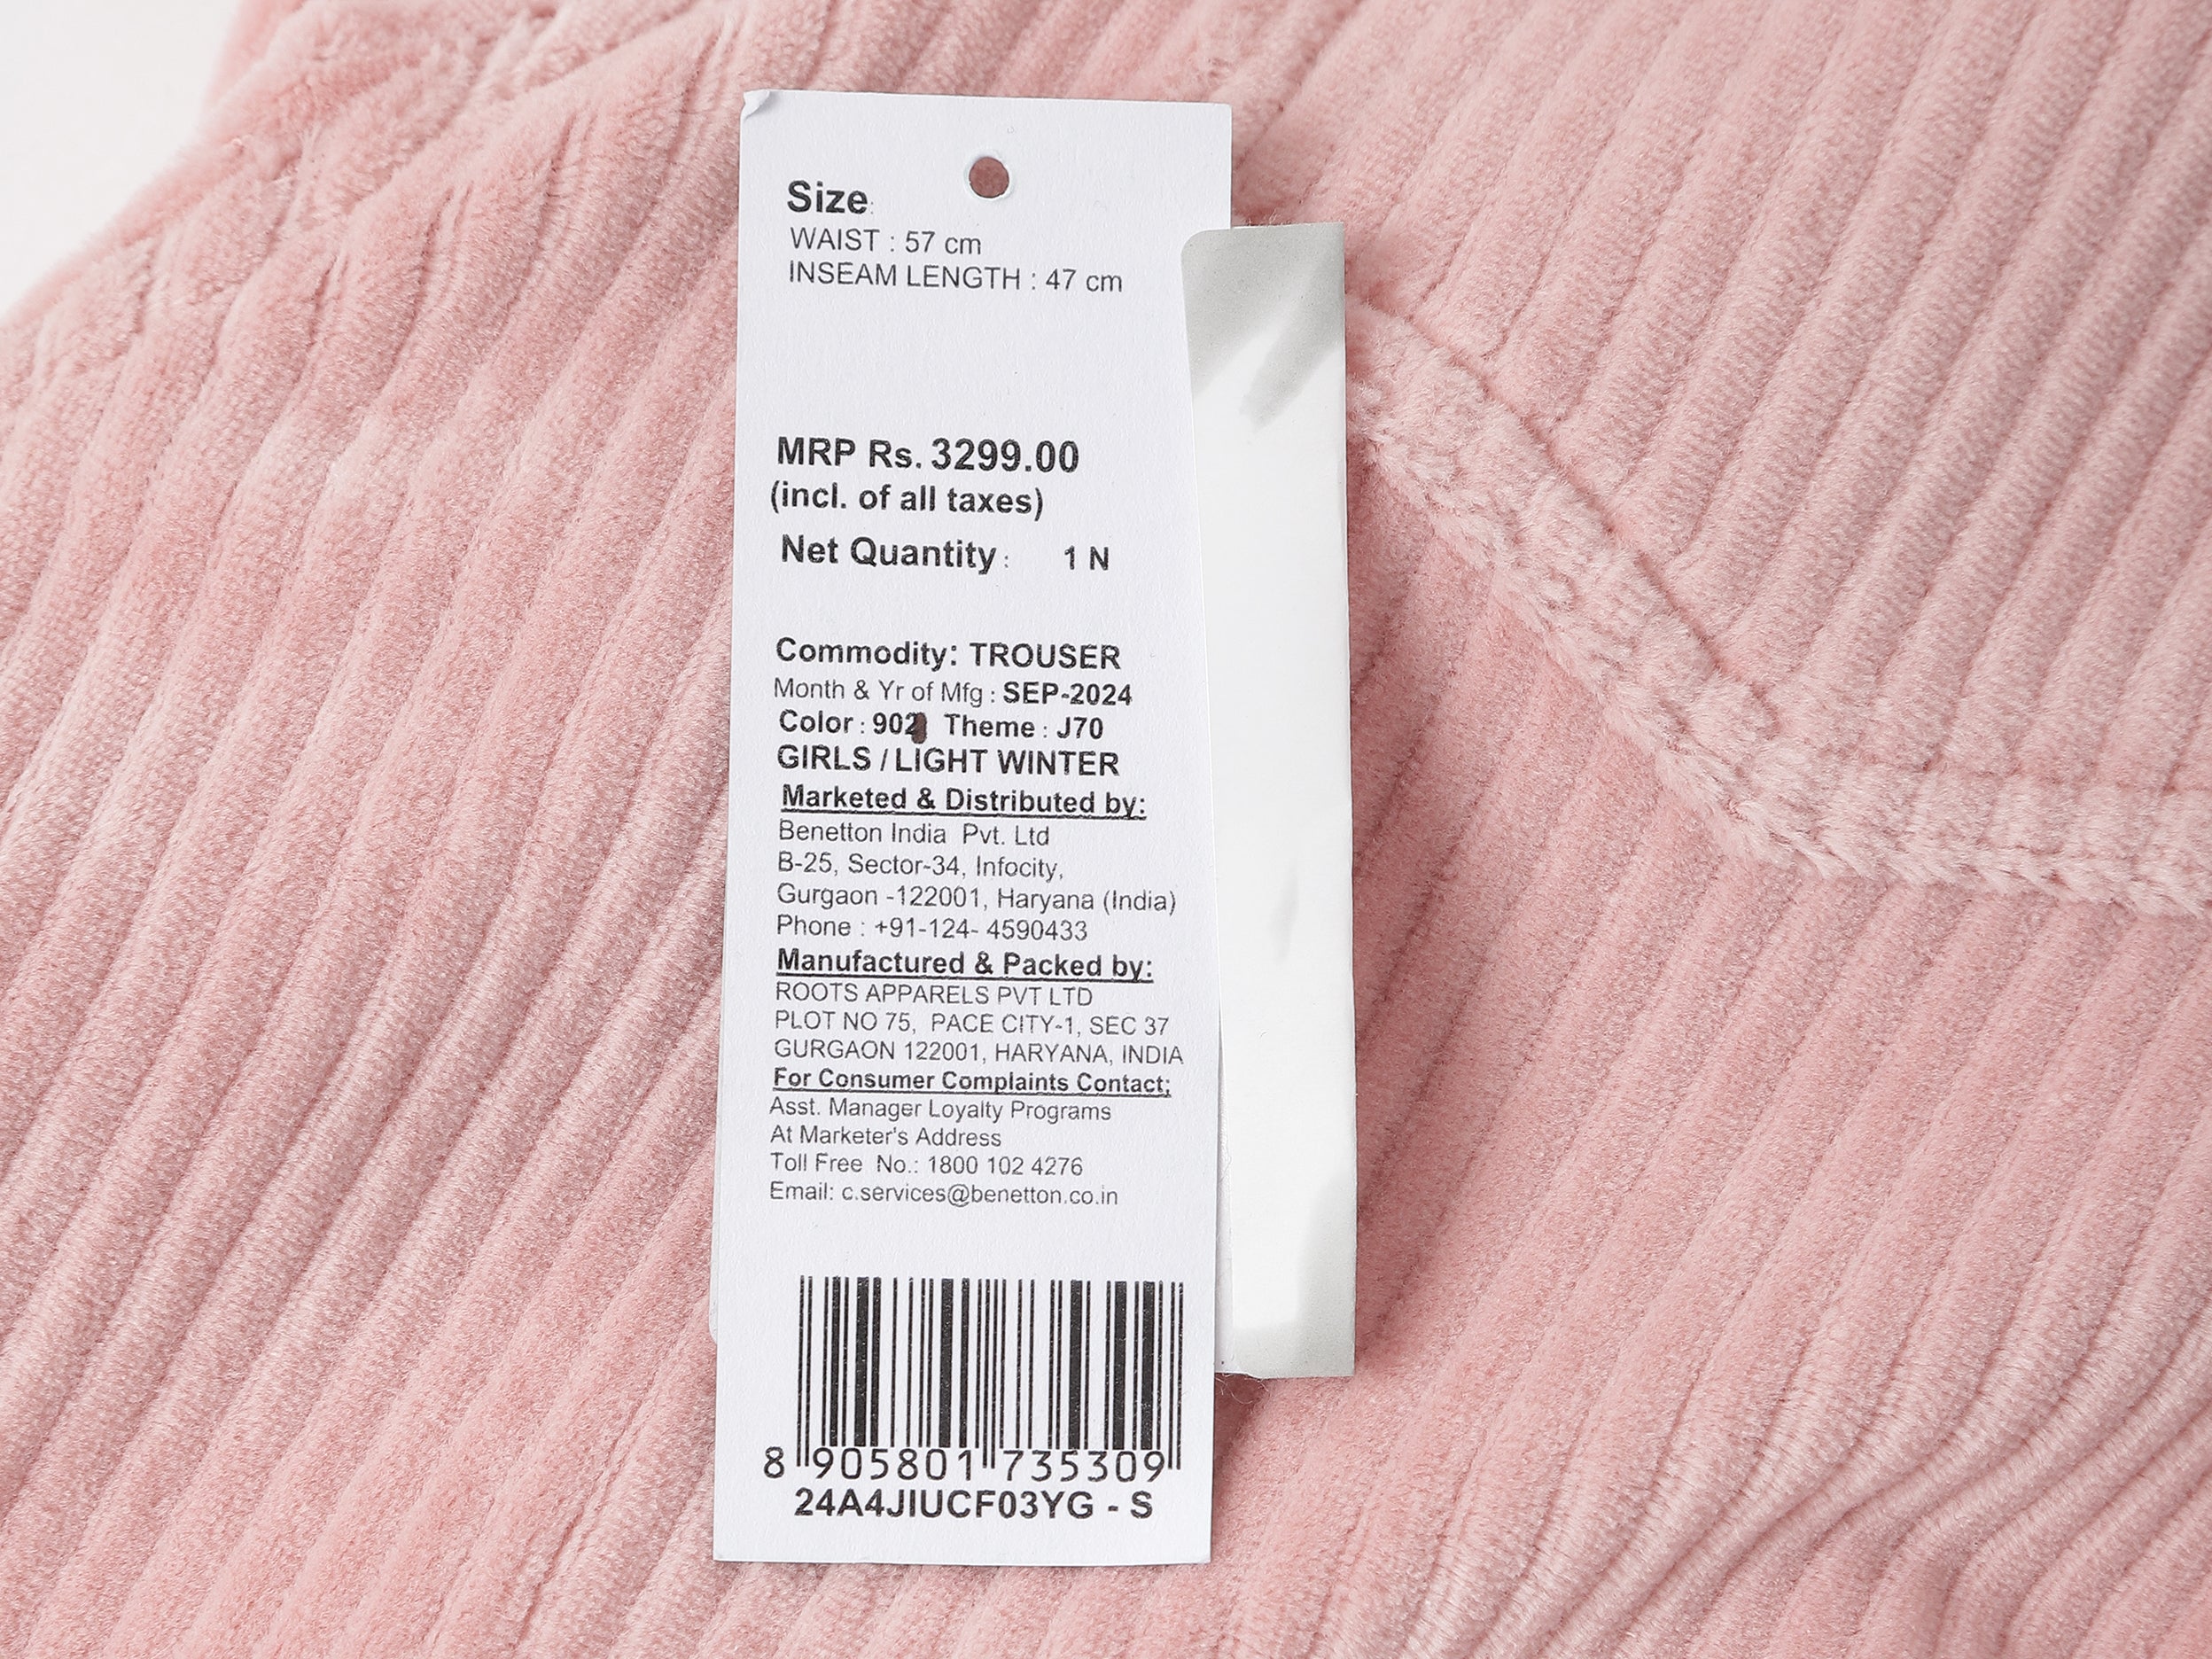 Size:
WAIST : 57 cm
INSEAM LENGTH : 47 cm
MRP Rs. 3299.00
(incl. of all taxes)
Net Quantity : 1 N
Commodity: TROUSER
Month & Yr of Mfg : SEP-2024
Color : Theme : J70
GIRLS / LIGHT WINTER
Marketed & Distributed by:
Benetton India Pvt. Ltd
B-25, Sector-34, Infocity,
Gurgaon -122001, Haryana (India)
Phone : +91-124- 4590433
Manufactured & Packed by:
ROOTS APPARELS PVT LTD
PLOT NO 75, PACE CITY-1, SEC 37
GURGAON 122001, HARYANA, INDIA
For Consumer Complaints Contact;
Asst. Manager Loyalty Programs
At Marketer's Address
Toll Free No.: 1800 102 4276
Email: c.services@benetton.co.in
8 905801 735309
24A4JIUCF03YG - S